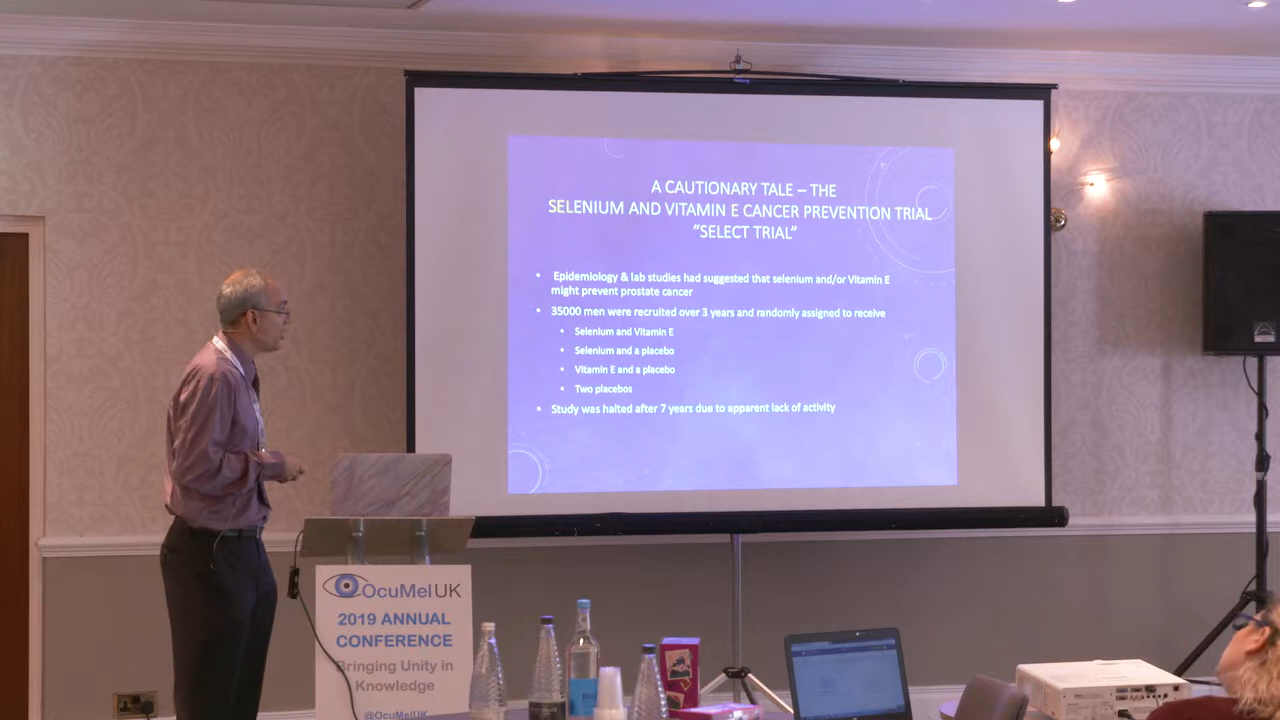 A CAUTIONARY TALE – THE
SELENIUM AND VITAMIN E CANCER PREVENTION TRIAL
“SELECT TRIAL”
• Epidemiology & lab studies had suggested that selenium and/or Vitamin E
might prevent prostate cancer
• 35000 men were recruited over 3 years and randomly assigned to receive
• Selenium and Vitamin E
• Selenium and a placebo
• Vitamin E and a placebo
• Two placebos
• Study was halted after 7 years due to apparent lack of activity
OcuMelUK
2019 ANNUAL
CONFERENCE
Bringing Unity in
Knowledge
@OcuMelUK